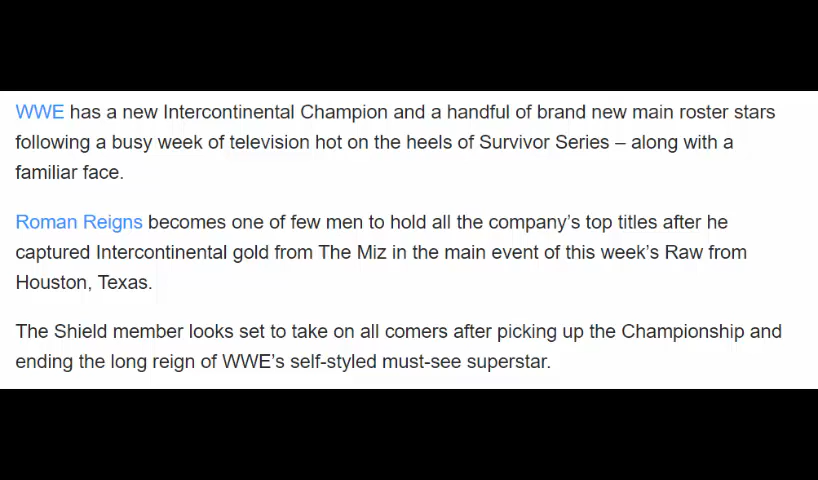 WWE has a new Intercontinental Champion and a handful of brand new main roster stars
following a busy week of television hot on the heels of Survivor Series – along with a
familiar face.
Roman Reigns becomes one of few men to hold all the company’s top titles after he
captured Intercontinental gold from The Miz in the main event of this week’s Raw from
Houston, Texas.
The Shield member looks set to take on all comers after picking up the Championship and
ending the long reign of WWE’s self-styled must-see superstar.